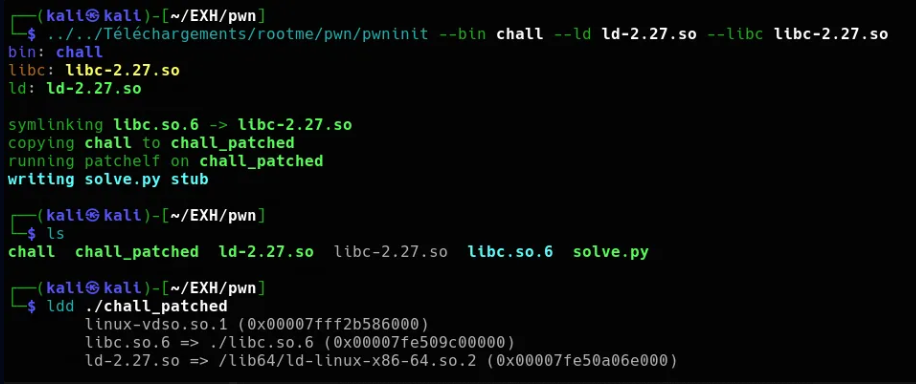 ┌──(kali㉿kali)-[~/EXH/pwn]
└─$ ../../Téléchargements/rootme/pwn/pwninit --bin chall --ld ld-2.27.so --libc libc-2.27.so
bin: chall
libc: libc-2.27.so
ld: ld-2.27.so
symlinking libc.so.6 -> libc-2.27.so
copying chall to chall_patched
running patchelf on chall_patched
writing solve.py stub
┌──(kali㉿kali)-[~/EXH/pwn]
└─$ ls
chall  chall_patched  ld-2.27.so  libc-2.27.so  libc.so.6  solve.py
┌──(kali㉿kali)-[~/EXH/pwn]
└─$ ldd ./chall_patched
linux-vdso.so.1 (0x00007fff2b586000)
libc.so.6 => ./libc.so.6 (0x00007fe509c00000)
ld-2.27.so => /lib64/ld-linux-x86-64.so.2 (0x00007fe50a06e000)